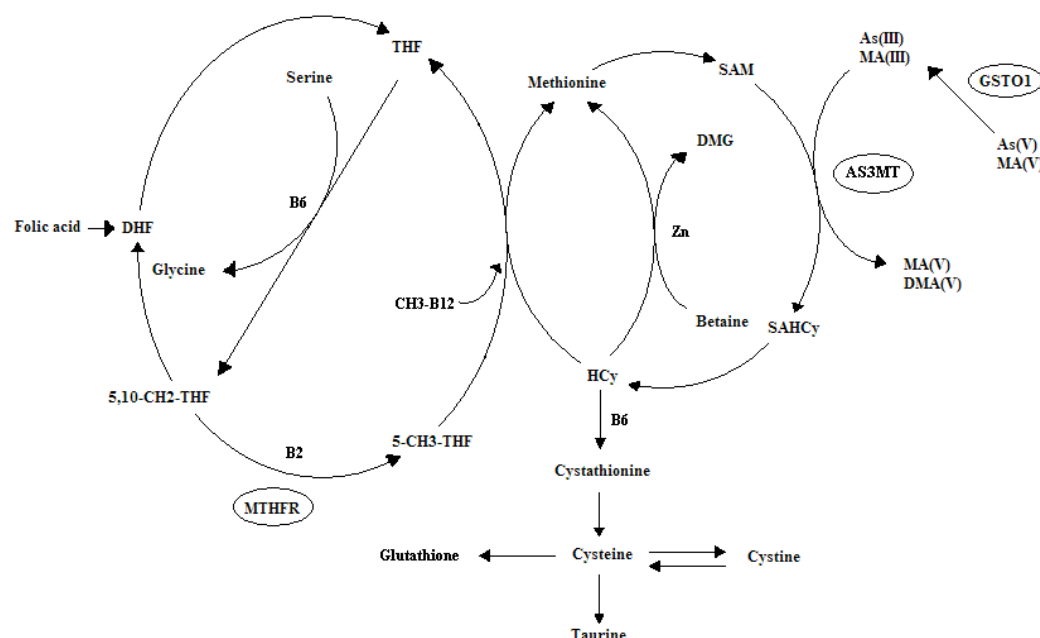 THF
As(III)
MA(III)
Serine
Methionine
SAM
GSTO1
DMG
As(V)
MA(V)
AS3MT
B6
Folic acid
DHF
Zn
Glycine
MA(V)
DMA(V)
CH3-B12
Betaine
SAHCy
HCy
5,10-CH2-THF
B6
5-CH3-THF
B2
Cystathionine
MTHFR
Glutathione
Cysteine
Cystine
Taurine